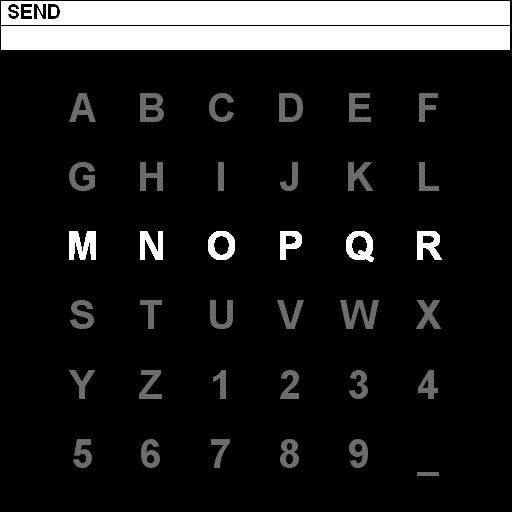 SEND
A B C D E F
G H I J K L
M N O P Q R
S T U V W X
Y Z 1 2 3 4
5 6 7 8 9 _